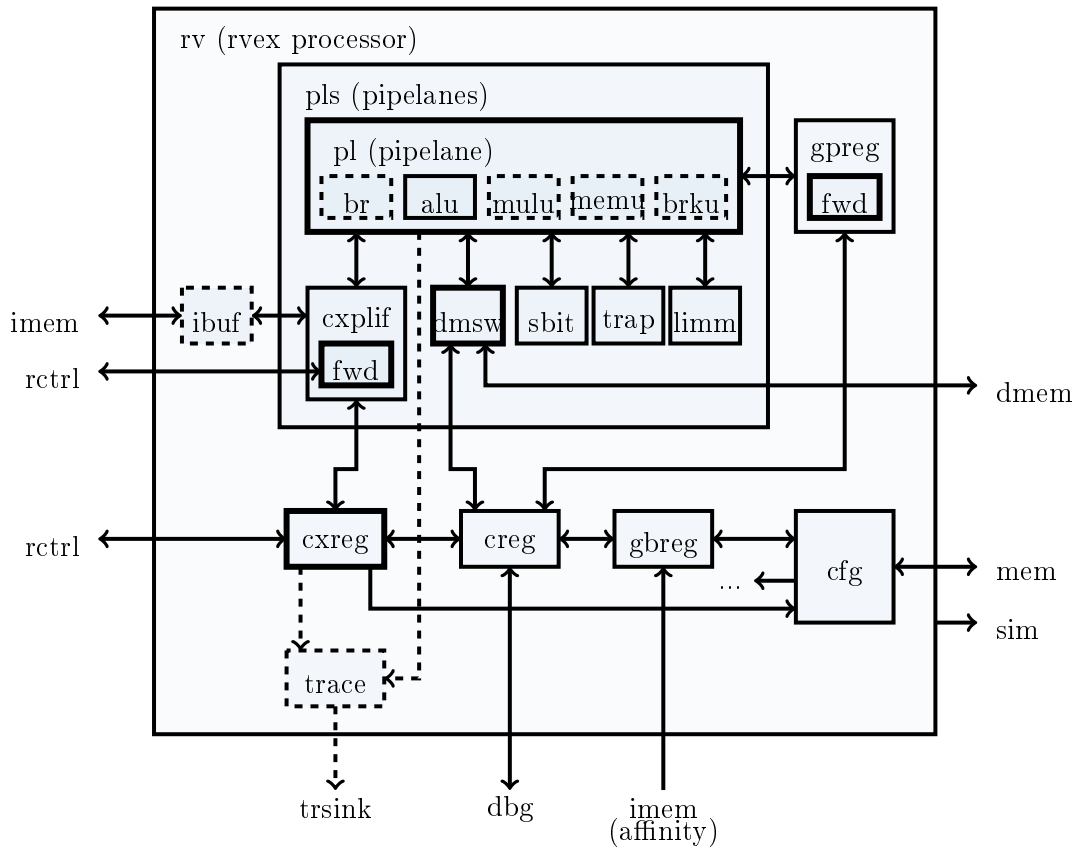 rv (rvex processor)
pls (pipelanes)
pl (pipelane)
gpreg
br
alu
mulu
memu
brku
fwd
imem
ibuf
cxplif
dmsw
sbit
trap
limm
rctrl
fwd
dmem
rctrl
cxreg
creg
gbreg
cfg
mem
...
sim
trace
trsink
dbg
imem
(affinity)